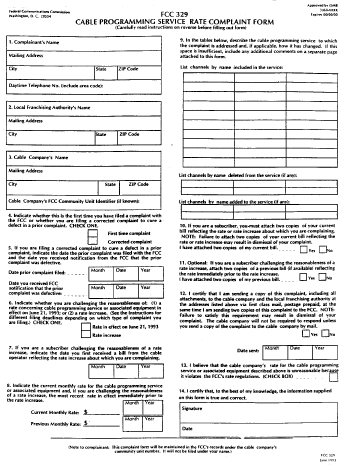 Federal Communications Commission
Washington, D. C. 20554
Approved by OMB
FCC 329
CABLE PROGRAMMING SERVICE RATE COMPLAINT FORM
(Carefully read instructions on reverse before filling out form)
1. Complainant's Name
Mailing Address
City State ZIP Code
Daytime Telephone No. (include area code):
2. Local Franchising Authority's Name
Mailing Address
City State ZIP Code
3. Cable Company's Name
Mailing Address
City State ZIP Code
Cable Company's FCC Community Unit Identifier (if known):
4. Indicate whether this is the first time you have filed a complaint with
the FCC or whether you are filing a corrected complaint to cure a
defect in a prior complaint. CHECK ONE.
First time complaint
Corrected complaint
5. If you are filing a corrected complaint to cure a defect in a prior
complaint, indicate the date the prior complaint was filed with the FCC
and the date you received notification from the FCC that the prior
complaint was defective.
Month Date Year
Date prior complaint filed:
Date you received
notification that the prior
complaint was defective:
Month Date Year
6. Indicate whether you are challenging the reasonableness of: (1) a
rate concerning cable programming service or associated equipment in
effect on June 21, 1993; or (2) a rate increase. (See the Instructions for
different filing deadlines depending on which type of complaint you
are filing.) CHECK ONE.
Rate in effect on June 21, 1993
Rate increase
7. If you are a subscriber challenging the reasonableness of a rate
increase, indicate the date you first received a bill from the cable
operator reflecting the rate increase about which you are complaining.
Month Date Year
8. Indicate the current monthly rate for the cable programming service
or associated equipment and, if you are challenging the reasonableness
of a rate increase, the most recent rate in effect immediately prior to
the rate increase.
Current Monthly Rate: $
Previous Monthly Rate: $
9. In the tables below, describe the cable programming service to which
the complaint is addressed and, if applicable, how it has changed. If this
space is insufficient, include any additional comments on a separate page
attached to this form.
List channels by name included in the service:
List channels by name deleted from the service (if any):
List channels by name added to the service (if any):
10. If you are a subscriber, you must attach two copies of your current
bill reflecting the rate or rate increase about which you are complaining.
NOTE: Failure to attach two copies of your current bill reflecting the
rate or rate increase may result in dismissal of your complaint.
I have attached two copies of my current bill. Yes No
11. Optional: If you are a subscriber challenging the reasonableness of a
rate increase, attach two copies of a previous bill if available reflecting
the rate immediately prior to the rate increase.
I have attached two copies of my previous bill. Yes No
12. I certify that I am sending a copy of this complaint, including all
attachments, to the cable company and the local franchising authority at
the addresses listed above via first class mail, postage prepaid, at the
same time I am sending two copies of this complaint to the FCC. NOTE:
Failure to satisfy this requirement may result in dismissal of your
complaint. The cable company will not be required to respond unless
you send a copy of the complaint to the cable company by mail.
Yes No
Date sent: Month Date Year
13. I believe that the cable company's rate for the cable programming
service or associated equipment described above is unreasonable because
it violates the FCC's rate regulations. (CHECK BOX)
14. I certify that, to the best of my knowledge, the information supplied
on this form is true and correct.
Signature
Date
(Note to complainants: This complaint form will be maintained in the FCC's records under the cable company's
community unit number. It will not be filed under your name.)
FCC 329
June 1993